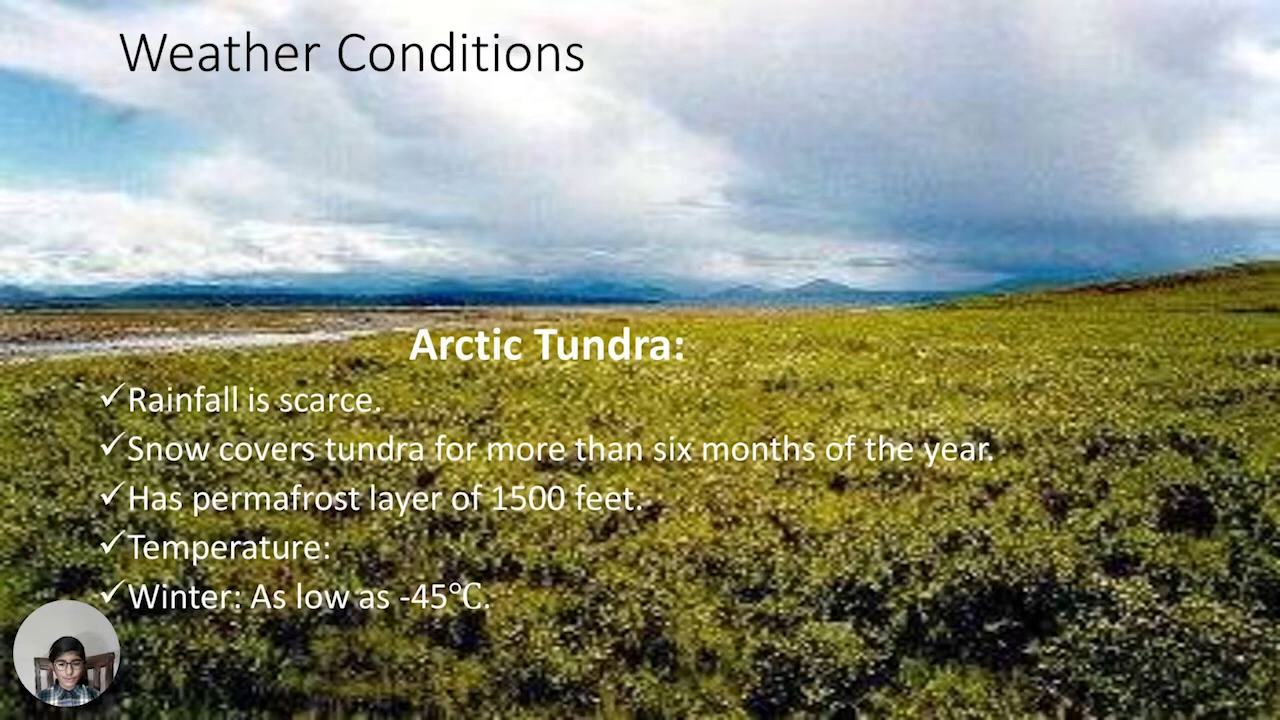 Weather Conditions
Arctic Tundra:
✓Rainfall is scarce.
✓Snow covers tundra for more than six months of the year.
✓Has permafrost layer of 1500 feet.
✓Temperature:
✓Winter: As low as -45℃.